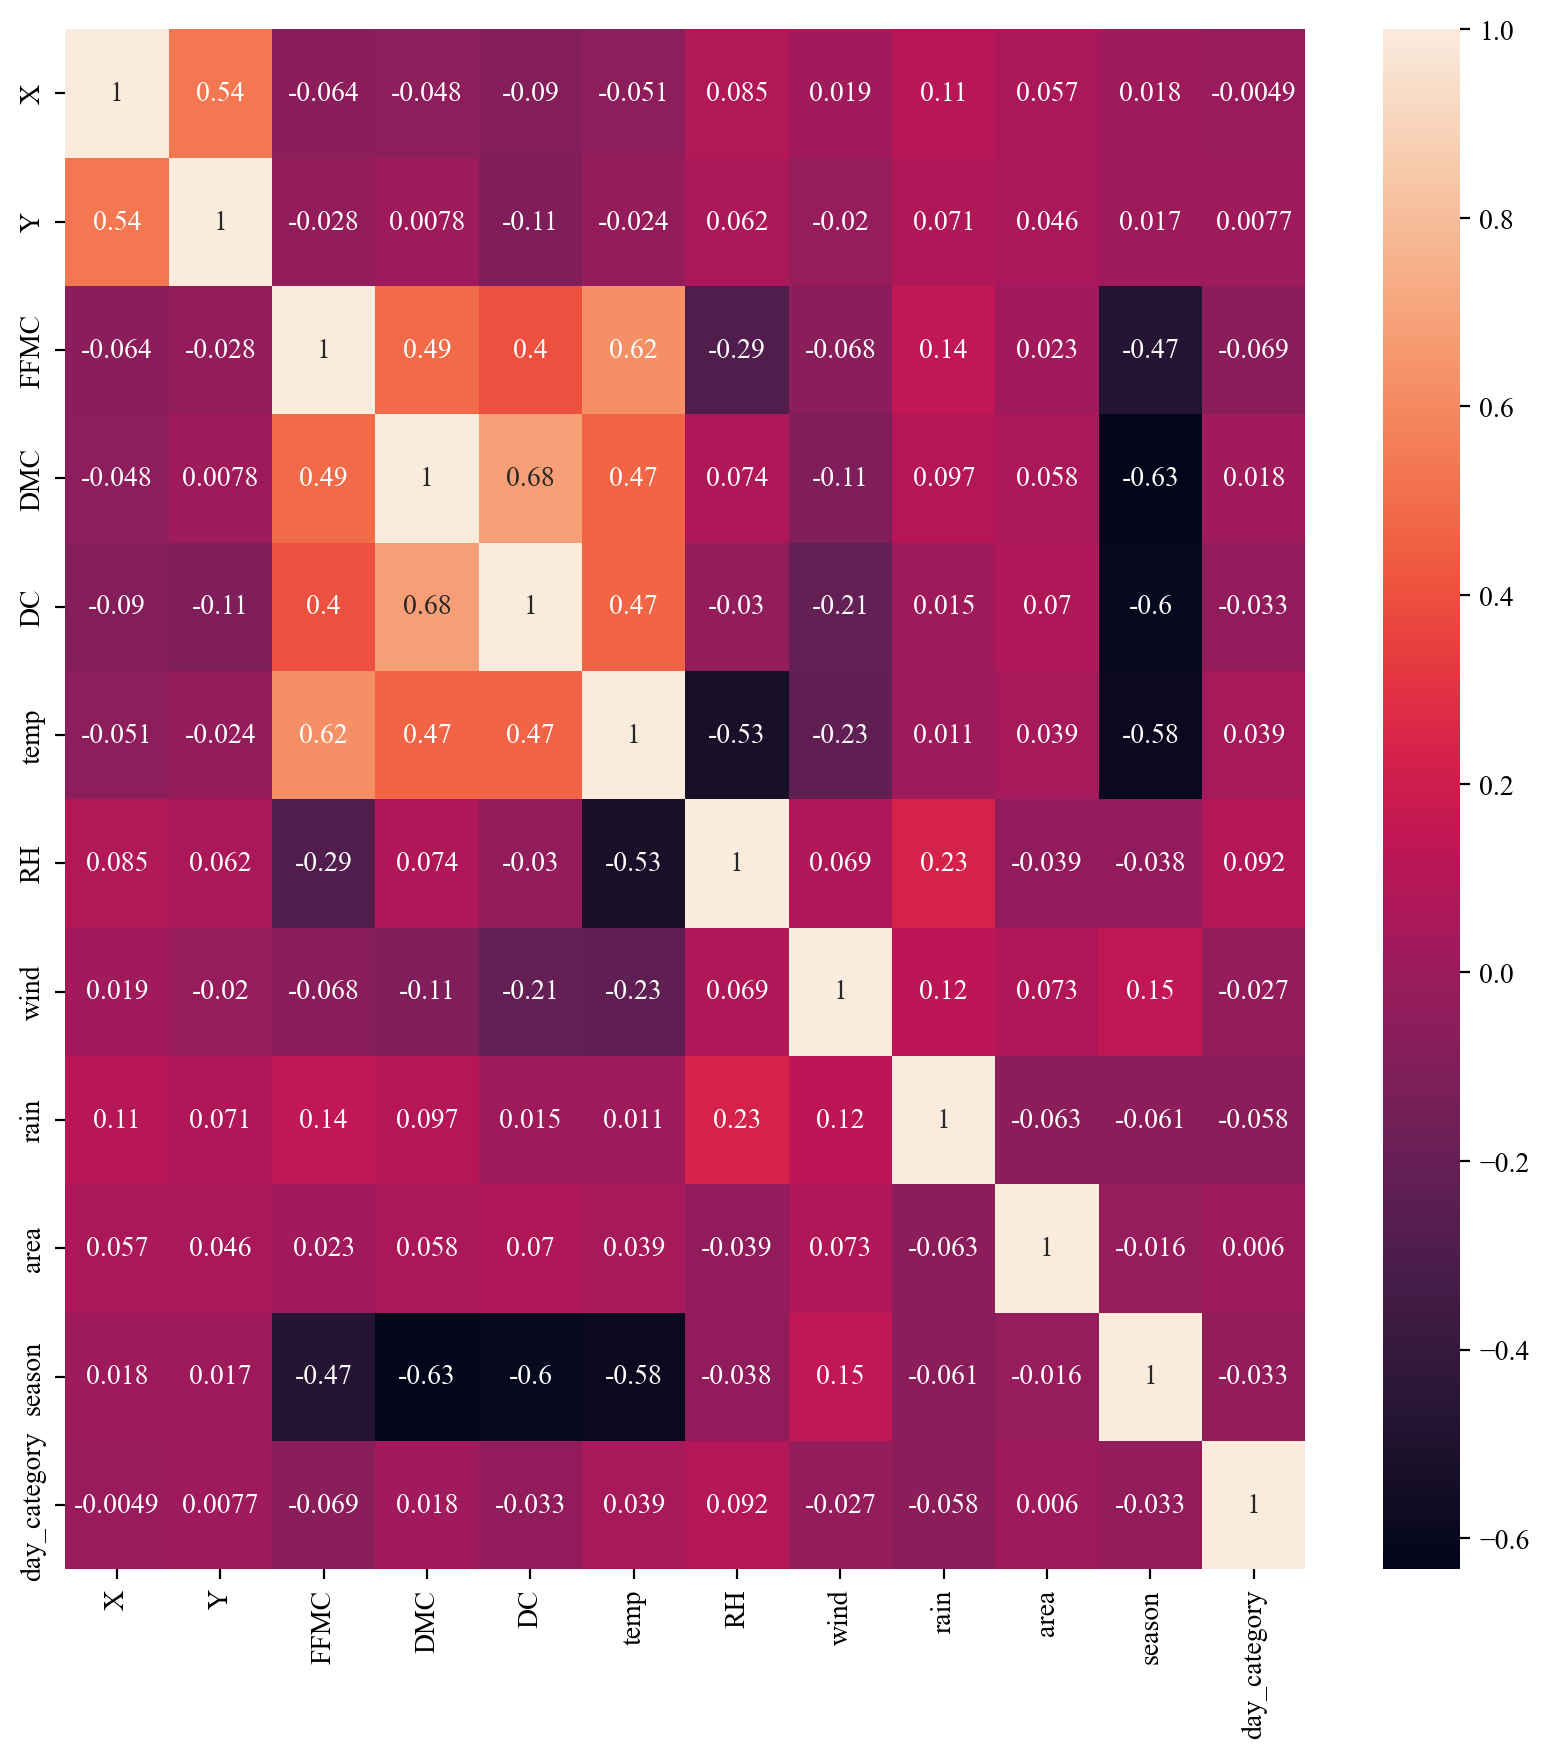 X 1 0.54 -0.064 -0.048 -0.09 -0.051 0.085 0.019 0.11 0.057 0.018 -0.0049
Y 0.54 1 -0.028 0.0078 -0.11 -0.024 0.062 -0.02 0.071 0.046 0.017 0.0077
FFMC -0.064 -0.028 1 0.49 0.4 0.62 -0.29 -0.068 0.14 0.023 -0.47 -0.069
DMC -0.048 0.0078 0.49 1 0.68 0.47 0.074 -0.11 0.097 0.058 -0.63 0.018
DC -0.09 -0.11 0.4 0.68 1 0.47 -0.03 -0.21 0.015 0.07 -0.6 -0.033
temp -0.051 -0.024 0.62 0.47 0.47 1 -0.53 -0.23 0.011 0.039 -0.58 0.039
RH 0.085 0.062 -0.29 0.074 -0.03 -0.53 1 0.069 0.23 -0.039 -0.038 0.092
wind 0.019 -0.02 -0.068 -0.11 -0.21 -0.23 0.069 1 0.12 0.073 0.15 -0.027
rain 0.11 0.071 0.14 0.097 0.015 0.011 0.23 0.12 1 -0.063 -0.061 -0.058
area 0.057 0.046 0.023 0.058 0.07 0.039 -0.039 0.073 -0.063 1 -0.016 0.006
season 0.018 0.017 -0.47 -0.63 -0.6 -0.58 -0.038 0.15 -0.061 -0.016 1 -0.033
day_category -0.0049 0.0077 -0.069 0.018 -0.033 0.039 0.092 -0.027 -0.058 0.006 -0.033 1
X Y FFMC DMC DC temp RH wind rain area season day_category
1.0
0.8
0.6
0.4
0.2
0.0
−0.2
−0.4
−0.6